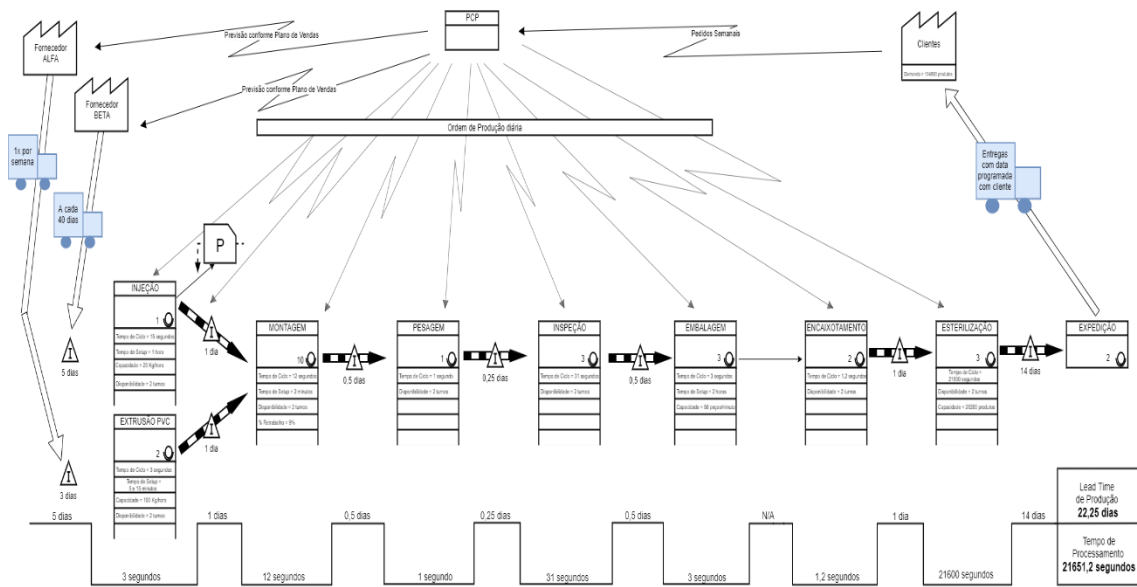 PCP
Fornecedor
ALFA
Previsão conforme Plano de Vendas
Pedidos Semanais
Clientes
Fornecedor
BETA
Previsão conforme Plano de Vendas
Ordem de Produção diária
1x por
semana
A cada
40 dias
Entregas
com data
programada
com cliente
P
INJEÇÃO
1
Tempo de Ciclo = 15 segundos
Tempo de Setup = 1 hora
Capacidade = 20 Kg/hora
Disponibilidade = 2 turnos
I
1 dia
I
5 dias
MONTAGEM
10
Tempo de Ciclo = 12 segundos
Tempo de Setup = 2 minutos
Disponibilidade = 2 turnos
% Retrabalho = 5%
I
0,5 dias
PESAGEM
1
Tempo de Ciclo = 1 segundo
Disponibilidade = 2 turnos
I
0,25 dias
INSPEÇÃO
3
Tempo de Ciclo = 31 segundos
Disponibilidade = 2 turnos
I
0,5 dias
EMBALAGEM
3
Tempo de Ciclo = 3 segundos
Tempo de Setup = 2 horas
ENCAIXOTAMENTO
2
Tempo de Ciclo = 1,2 segundos
Disponibilidade = 2 turnos
I
1 dia
ESTERILIZAÇÃO
3
Tempo de Ciclo =
21600 segundos
Disponibilidade = 2 turnos
I
14 dias
EXPEDIÇÃO
2
EXTRUSÃO PVC
2
Tempo de Ciclo = 3 segundos
Tempo de Setup =
5 a 15 minutos
Capacidade = 100 Kg/hora
Disponibilidade = 2 turnos
I
1 dia
I
3 dias
5 dias
3 segundos
1 dias
12 segundos
0,5 dias
1 segundo
0,25 dias
31 segundos
0,5 dias
3 segundos
N/A
1,2 segundos
1 dia
21600 segundos
14 dias
Lead Time
de Produção
22,25 dias
Tempo de
Processamento
21651,2 segundos